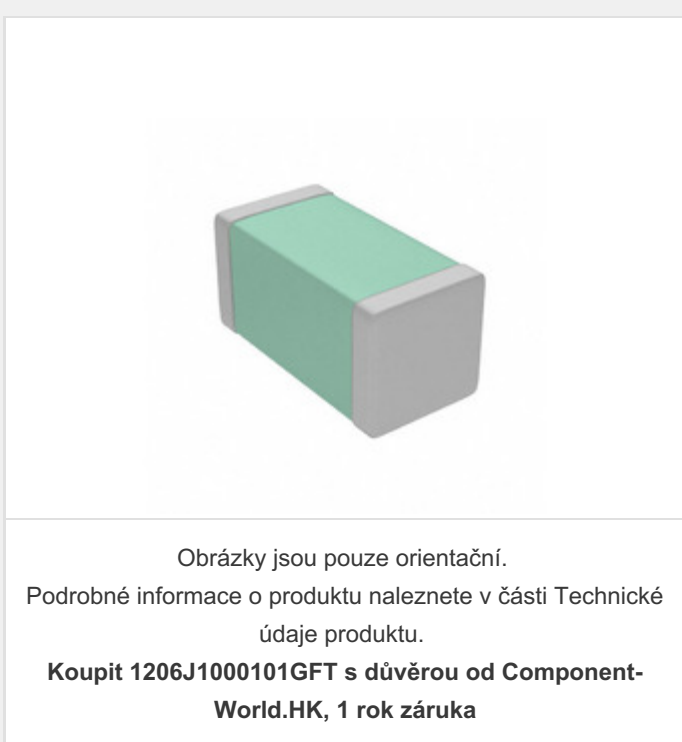 Obrázky jsou pouze orientační.
Podrobné informace o produktu naleznete v části Technické
údaje produktu.
Koupit 1206J1000101GFT s důvěrou od Component-
World.HK, 1 rok záruka